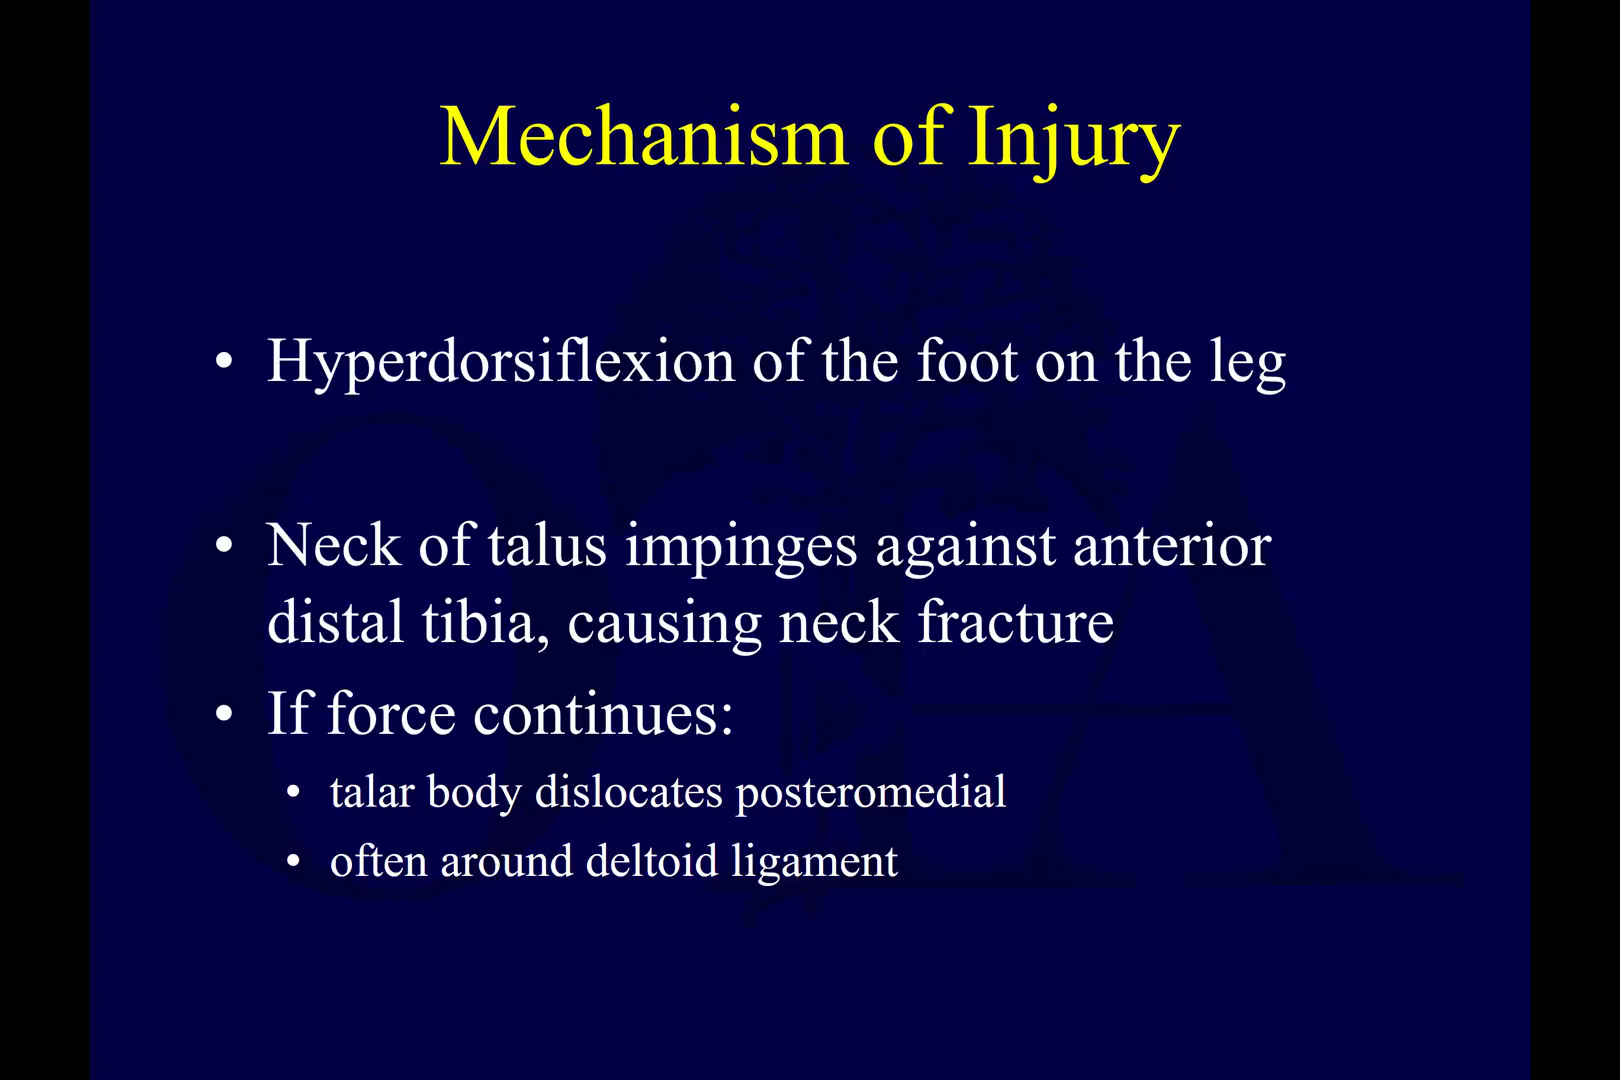 Mechanism of Injury
• Hyperdorsiflexion of the foot on the leg
• Neck of talus impinges against anterior
distal tibia, causing neck fracture
• If force continues:
• talar body dislocates posteromedial
• often around deltoid ligament
OTA